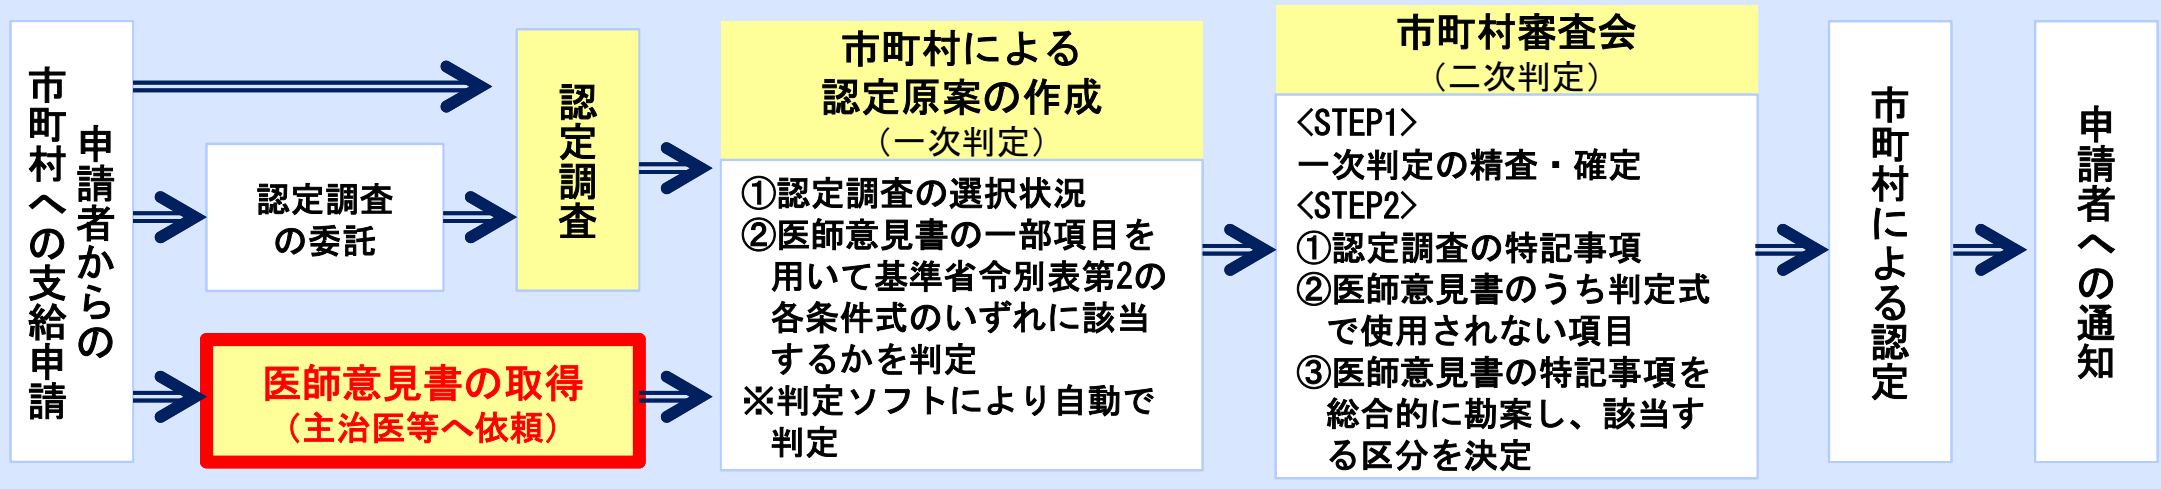 申請者からの
市町村への支給申請
認定調査
の委託
認定調査
医師意見書の取得
（主治医等へ依頼）
市町村による
認定原案の作成
（一次判定）
①認定調査の選択状況
②医師意見書の一部項目を
用いて基準省令別表第2の
各条件式のいずれに該当
するかを判定
※判定ソフトにより自動で
判定
市町村審査会
（二次判定）
<STEP1>
一次判定の精査・確定
<STEP2>
①認定調査の特記事項
②医師意見書のうち判定式
で使用されない項目
③医師意見書の特記事項を
総合的に勘案し、該当す
る区分を決定
市町村による認定
申請者への通知